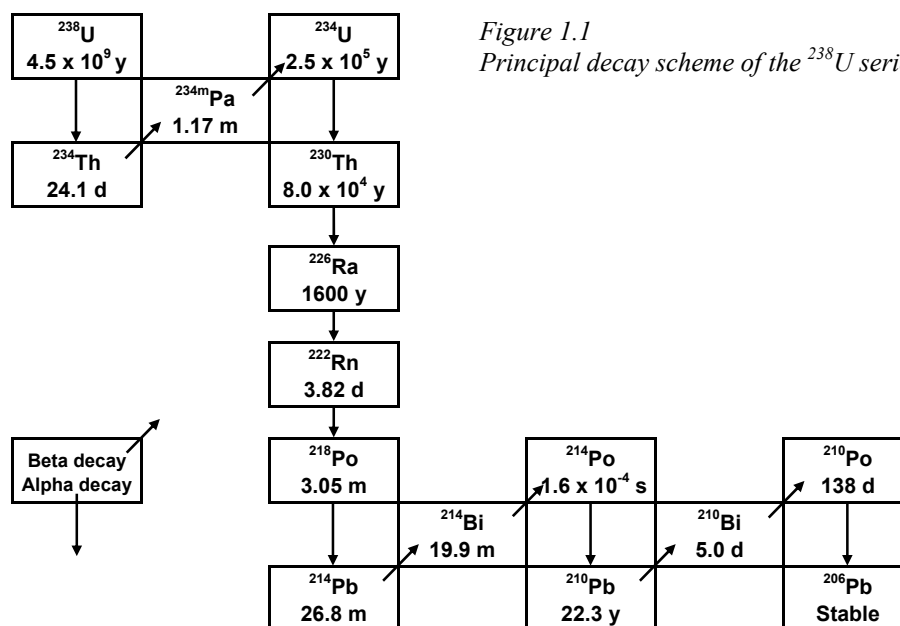 Figure 1.1
Principal decay scheme of the ²³⁸U seri
²³⁸U
4.5 x 10⁹ y
²³⁴U
2.5 x 10⁵ y
²³⁴ᵐPa
1.17 m
²³⁴Th
24.1 d
²³⁰Th
8.0 x 10⁴ y
²²⁶Ra
1600 y
²²²Rn
3.82 d
Beta decay
Alpha decay
²¹⁸Po
3.05 m
²¹⁴Po
1.6 x 10⁻⁴ s
²¹⁰Po
138 d
²¹⁴Bi
19.9 m
²¹⁰Bi
5.0 d
²¹⁴Pb
26.8 m
²¹⁰Pb
22.3 y
²⁰⁶Pb
Stable